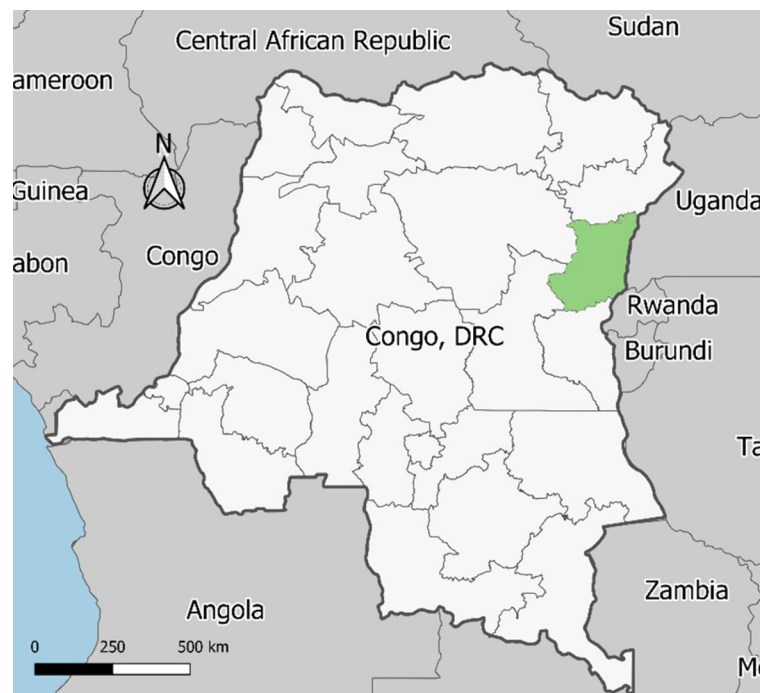 Central African Republic
Sudan
ameroon
N
Guinea
Uganda
abon
Congo
Rwanda
Congo, DRC
Burundi
Ta
Zambia
Angola
0 250 500 km
Mo